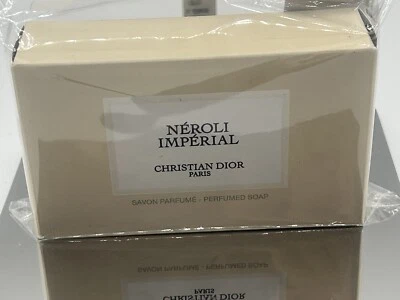 NÉROLI
IMPÉRIAL
CHRISTIAN DIOR
PARIS
SAVON PARFUMÉ - PERFUMED SOAP